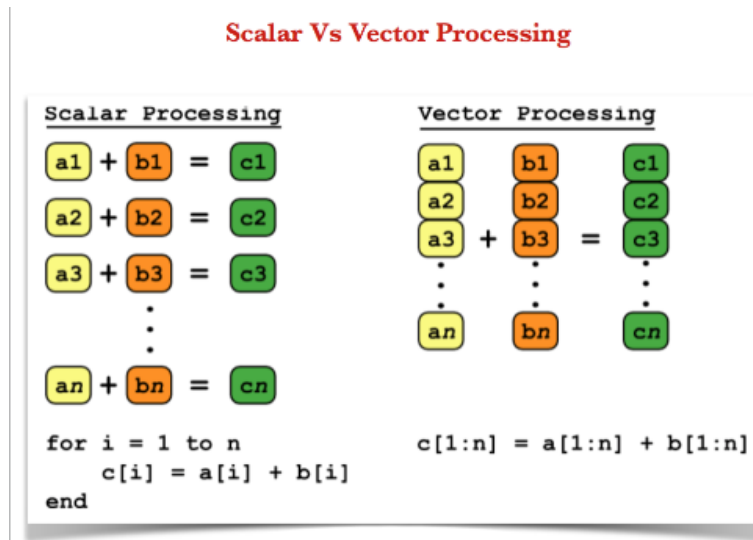 Scalar Vs Vector Processing
Scalar Processing
a1 + b1 = c1
a2 + b2 = c2
a3 + b3 = c3
an + bn = cn
for i = 1 to n
c[i] = a[i] + b[i]
end
Vector Processing
a1 b1 c1
a2 b2 c2
a3 + b3 = c3
an bn cn
c[1:n] = a[1:n] + b[1:n]